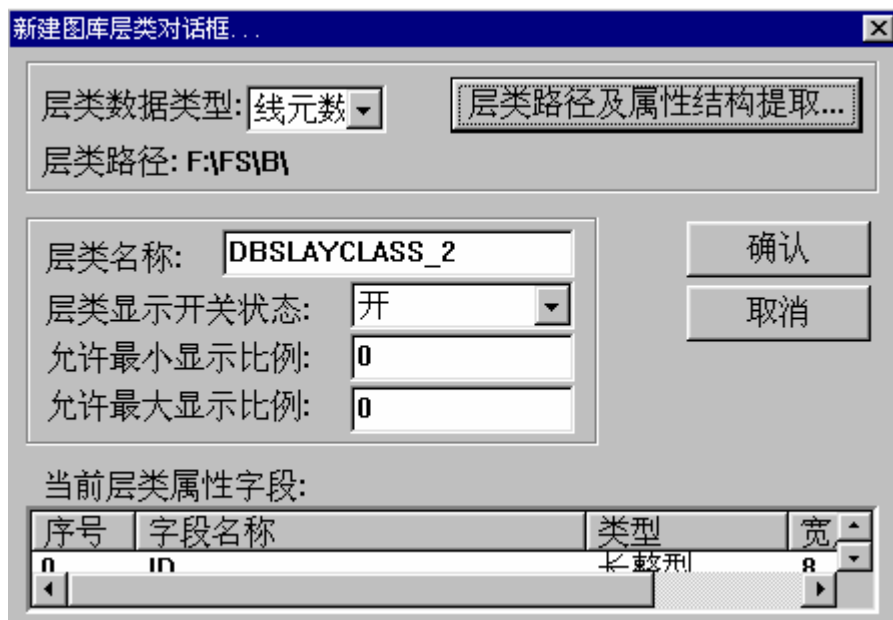 新建图库层类对话框...
层类数据类型: 线元数 层类路径及属性结构提取...
层类路径: F:\FS\B\
层类名称: DBSLAYCLASS_2 确认
层类显示开关状态: 开 取消
允许最小显示比例: 0
允许最大显示比例: 0
当前层类属性字段:
序号 字段名称 类型 宽
0 ID 长整型 8